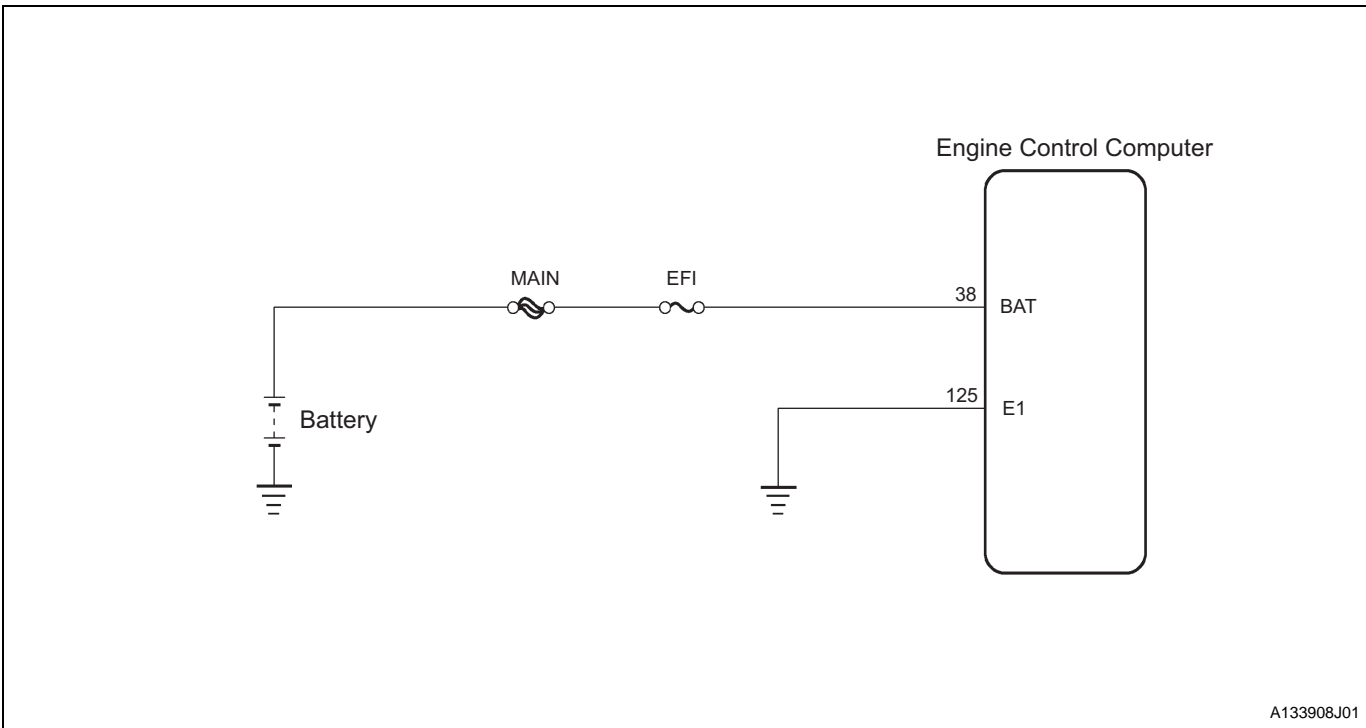 Engine Control Computer
MAIN
EFI
38
BAT
Battery
125
E1
A133908J01